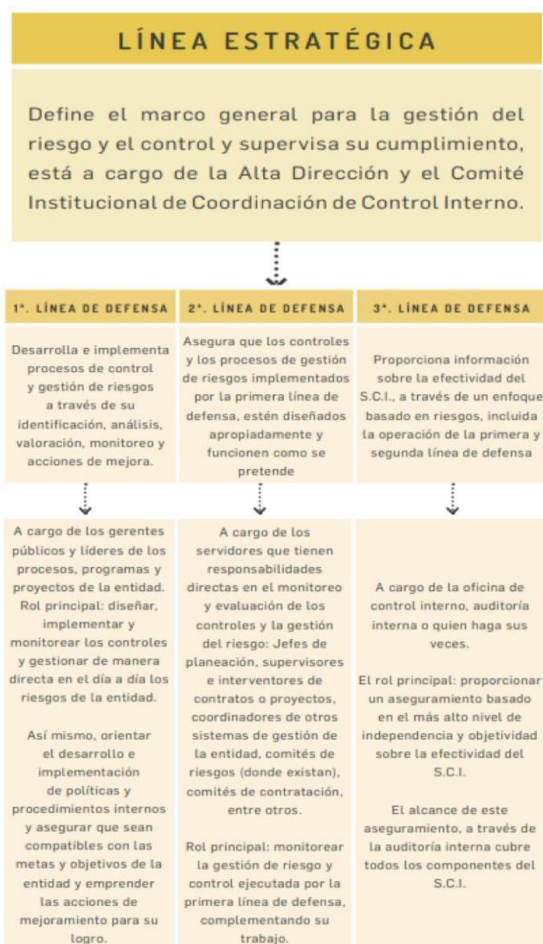 LÍNEA ESTRATÉGICA
Define el marco general para la gestión del
riesgo y el control y supervisa su cumplimiento,
está a cargo de la Alta Dirección y el Comité
Institucional de Coordinación de Control Interno.
1ª. LÍNEA DE DEFENSA
Desarrolla e implementa
procesos de control
y gestión de riesgos
a través de su
identificación, análisis,
valoración, monitoreo y
acciones de mejora.
A cargo de los gerentes
públicos y líderes de los
procesos, programas y
proyectos de la entidad.
Rol principal: diseñar,
implementar y
monitorear los controles
y gestionar de manera
directa en el día a día los
riesgos de la entidad.
Así mismo, orientar
el desarrollo e
implementación
de políticas y
procedimientos internos
y asegurar que sean
compatibles con las
metas y objetivos de la
entidad y emprender
las acciones de
mejoramiento para su
logro.
2ª. LÍNEA DE DEFENSA
Asegura que los controles
y los procesos de gestión
de riesgos implementados
por la primera línea de
defensa, estén diseñados
apropiadamente y
funcionen como se
pretende
A cargo de los
servidores que tienen
responsabilidades
directas en el monitoreo
y evaluación de los
controles y la gestión
del riesgo: Jefes de
planeación, supervisores
e interventores de
contratos o proyectos,
coordinadores de otros
sistemas de gestión de
la entidad, comités de
riesgos (donde existan),
comités de contratación,
entre otros.
Rol principal: monitorear
la gestión de riesgo y
control ejecutada por la
primera línea de defensa,
complementando su
trabajo.
3ª. LÍNEA DE DEFENSA
Proporciona información
sobre la efectividad del
S.C.I., a través de un enfoque
basado en riesgos, incluida
la operación de la primera y
segunda línea de defensa
A cargo de la oficina de
control interno, auditoría
interna o quien haga sus
veces.
El rol principal: proporcionar
un aseguramiento basado
en el más alto nivel de
independencia y objetividad
sobre la efectividad del
S.C.I.
El alcance de este
aseguramiento, a través de
la auditoría interna cubre
todos los componentes del
S.C.I.